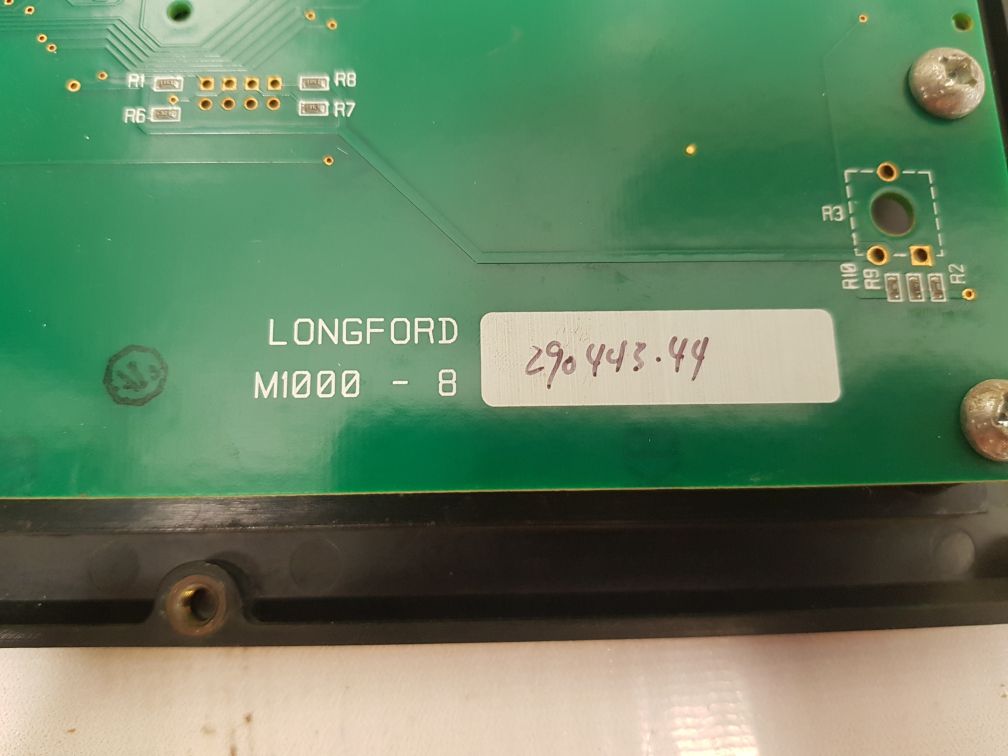 R1
R8
R6
R7
R3
R10
R9
R2
LONGFORD
M1000 - 8
290443.44